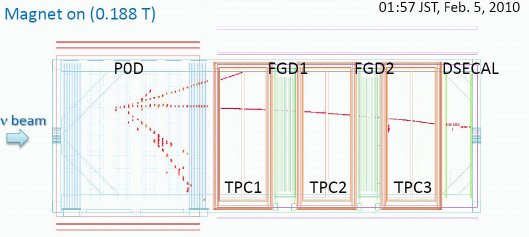 Magnet on (0.188 T)
01:57 JST, Feb. 5, 2010
P0D
FGD1
FGD2
DSECAL
ν beam
TPC1
TPC2
TPC3